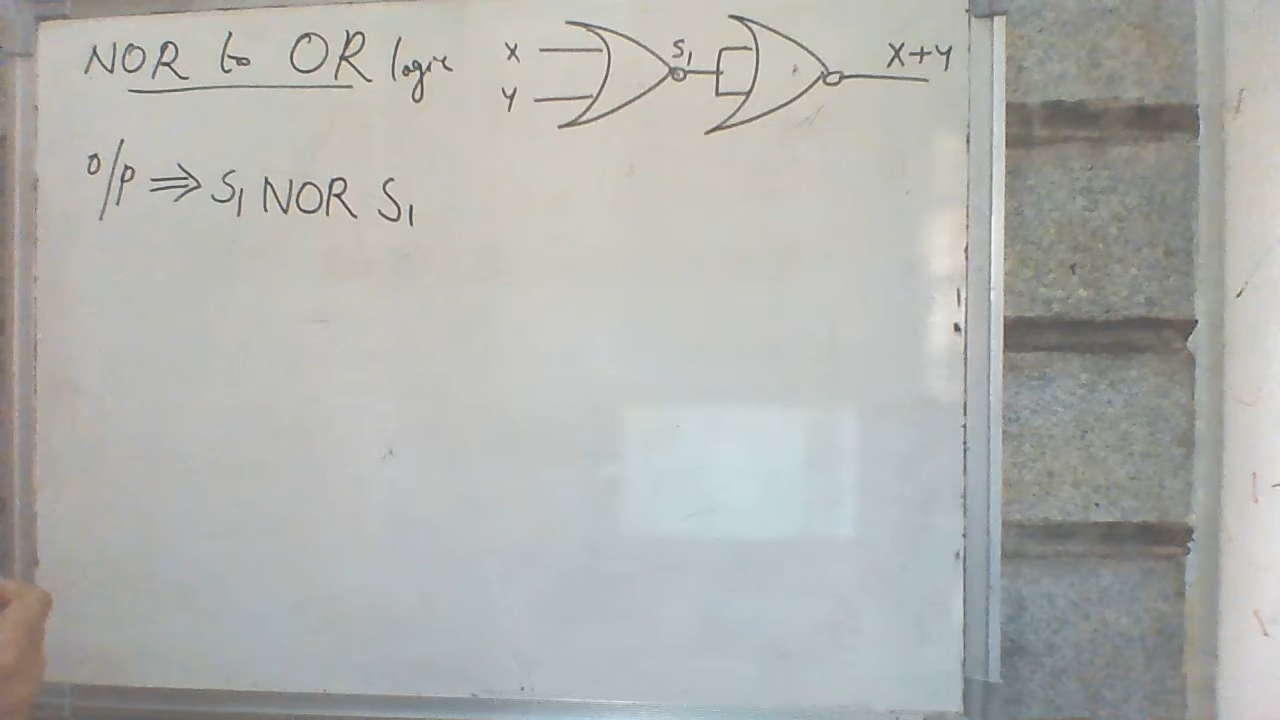 NOR to OR logic
X
Y
S1
X+Y
O/P ⇒ S1 NOR S1